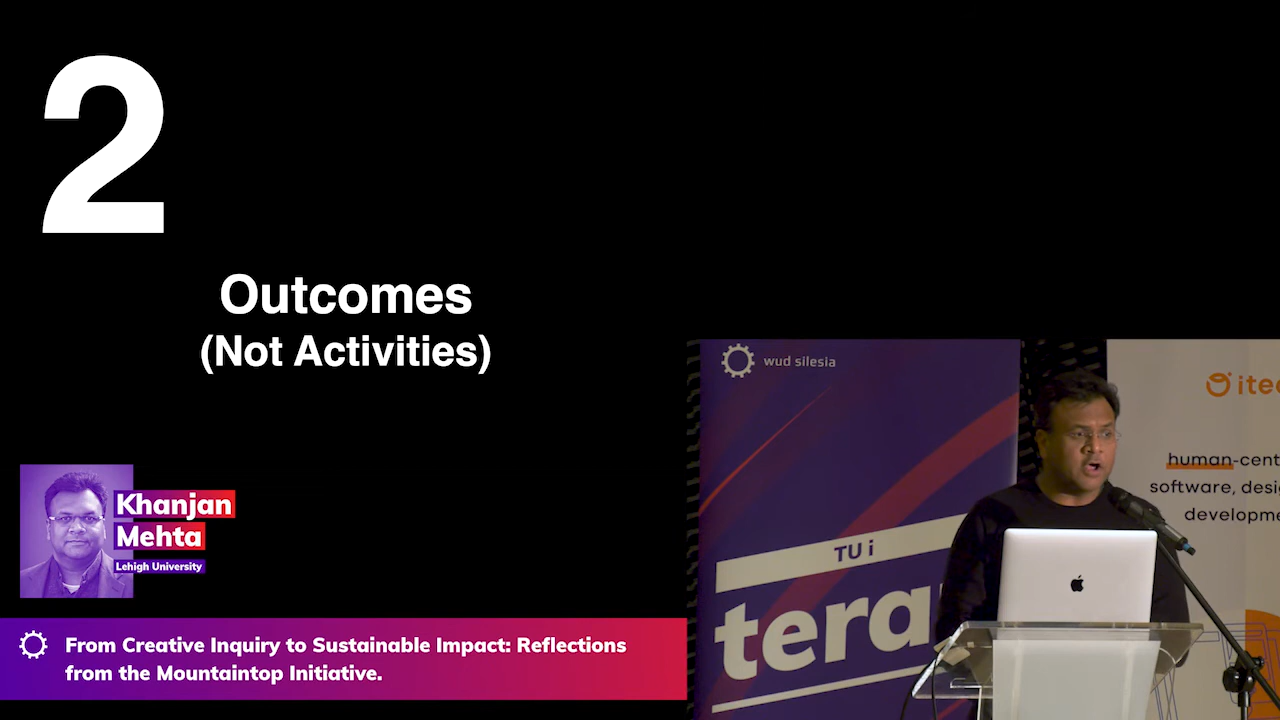 2
Outcomes
(Not Activities)
Khanjan
Mehta
Lehigh University
From Creative Inquiry to Sustainable Impact: Reflections
from the Mountaintop Initiative.
wud silesia
TU i
tera
human-cent
software, desi
developme